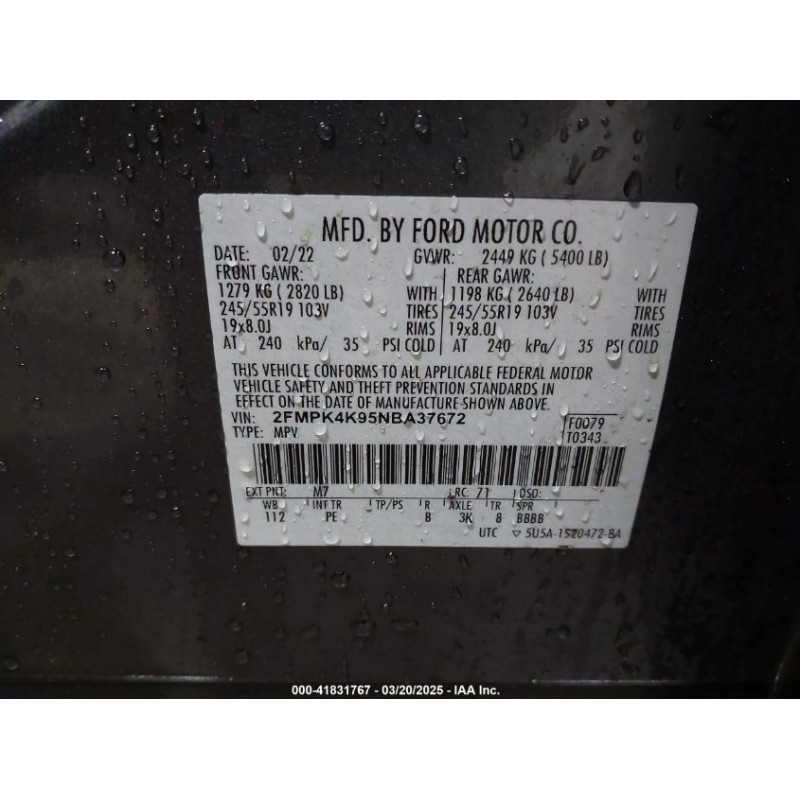 MFD. BY FORD MOTOR CO.
DATE: 02/22 GVWR: 2449 KG ( 5400 LB)
FRONT GAWR: REAR GAWR:
1279 KG ( 2820 LB) WITH 1198 KG ( 2640 LB) WITH
245/55R19 103V TIRES 245/55R19 103V TIRES
19x8.0J RIMS 19x8.0J RIMS
AT 240 kPa/ 35 PSI COLD AT 240 kPa/ 35 PSI COLD
THIS VEHICLE CONFORMS TO ALL APPLICABLE FEDERAL MOTOR
VEHICLE SAFETY AND THEFT PREVENTION STANDARDS IN
EFFECT ON THE DATE OF MANUFACTURE SHOWN ABOVE.
VIN: 2FMPK4K95NBA37672 F0079
TYPE: MPV T0343
EXT PNT: M7 RC: 71 DSO:
WB INT TR TP/PS R AXLE TR SPR
112 PE B 3K 8 BBBB
UTC ▽ 5U5A-1520472-BA
000-41831767 - 03/20/2025 - IAA Inc.